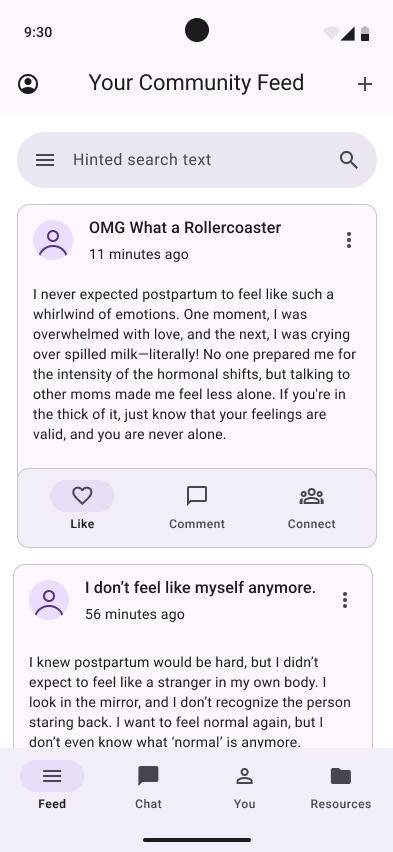 9:30
Your Community Feed
Hinted search text
OMG What a Rollercoaster
11 minutes ago
I never expected postpartum to feel like such a
whirlwind of emotions. One moment, I was
overwhelmed with love, and the next, I was crying
over spilled milk—literally! No one prepared me for
the intensity of the hormonal shifts, but talking to
other moms made me feel less alone. If you're in
the thick of it, just know that your feelings are
valid, and you are never alone.
Like
Comment
Connect
I don’t feel like myself anymore.
56 minutes ago
I knew postpartum would be hard, but I didn’t
expect to feel like a stranger in my own body. I
look in the mirror, and I don’t recognize the person
staring back. I want to feel normal again, but I
don’t even know what ‘normal’ is anymore.
Feed
Chat
You
Resources